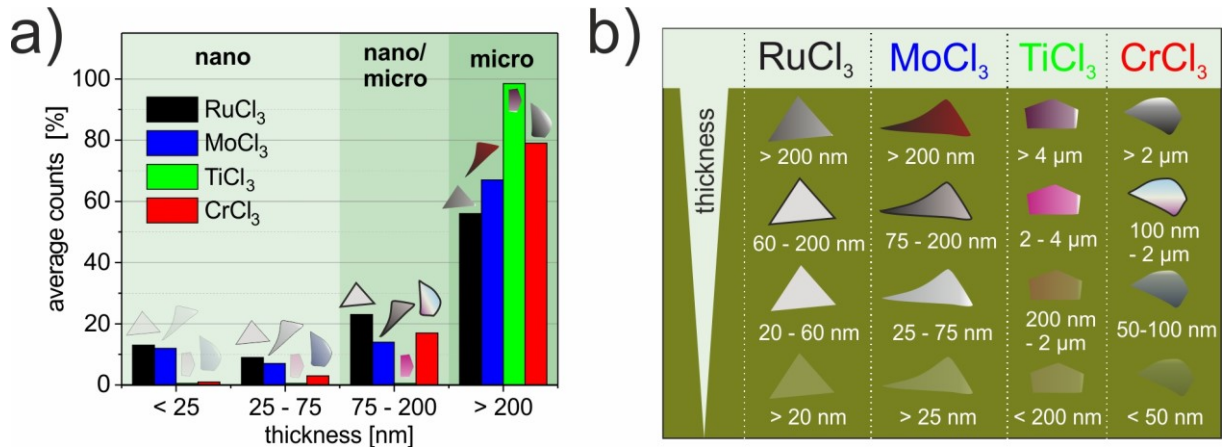 a)
nano
nano/
micro
micro
100
80
60
40
20
0
average counts [%]
RuCl₃
MoCl₃
TiCl₃
CrCl₃
< 25
25 - 75
75 - 200
> 200
thickness [nm]
b)
RuCl₃
MoCl₃
TiCl₃
CrCl₃
thickness
> 200 nm
> 200 nm
> 4 µm
> 2 µm
60 - 200 nm
75 - 200 nm
2 - 4 µm
100 nm
- 2 µm
20 - 60 nm
25 - 75 nm
200 nm
- 2 µm
50-100 nm
> 20 nm
> 25 nm
< 200 nm
< 50 nm